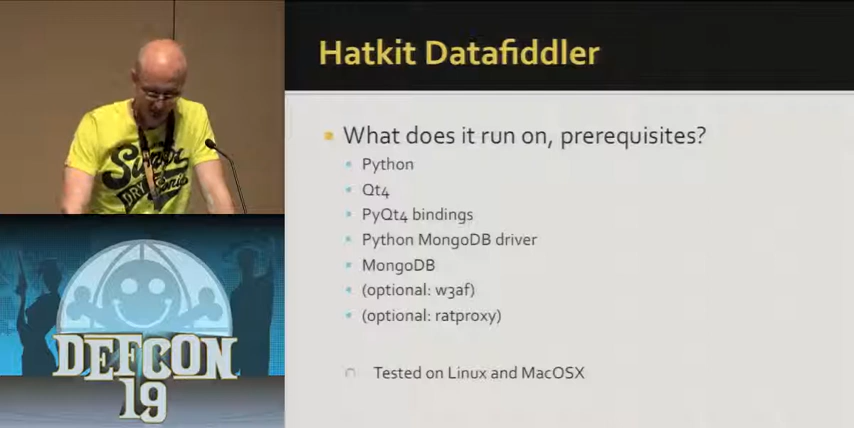 Hatkit Datafiddler
What does it run on, prerequisites?
Python
Qt4
PyQt4 bindings
Python MongoDB driver
MongoDB
(optional: w3af)
(optional: ratproxy)
Tested on Linux and MacOSX
DRY
DEFCON
19